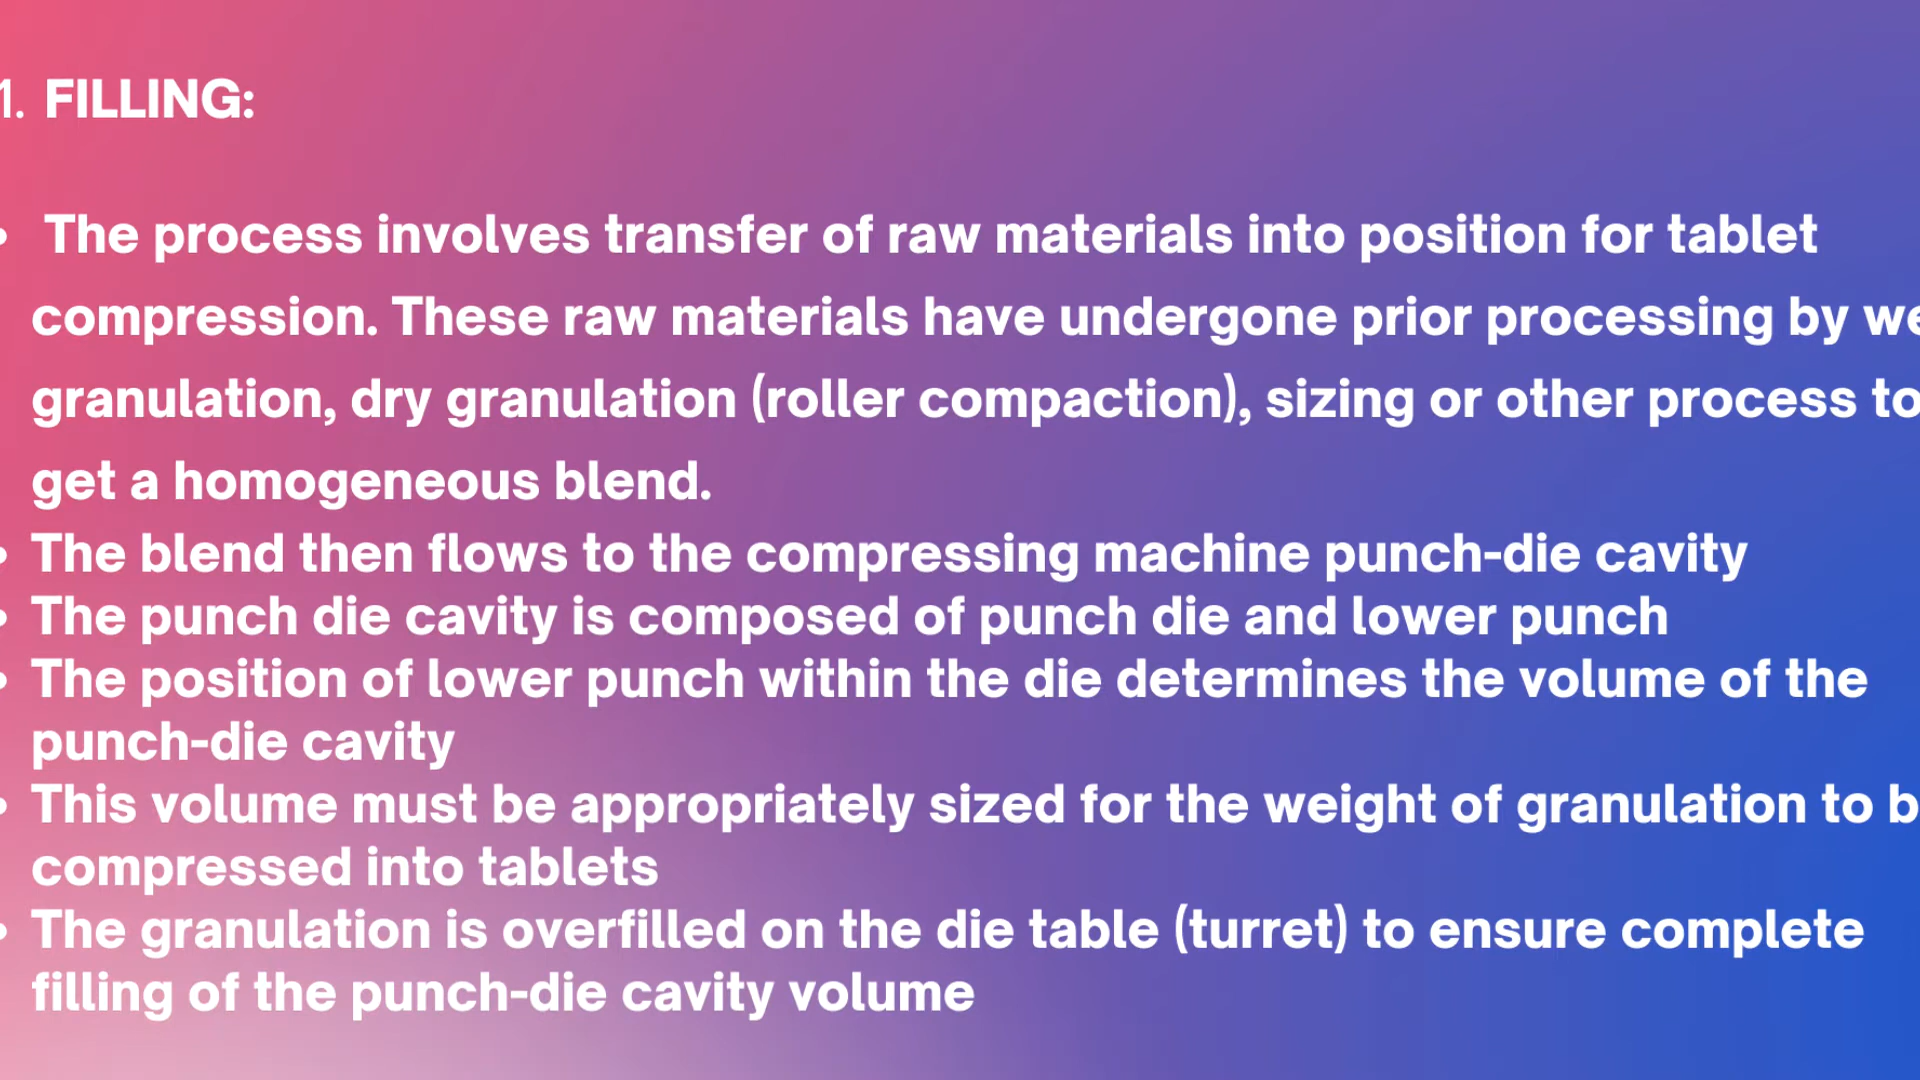 1. FILLING:
• The process involves transfer of raw materials into position for tablet
compression. These raw materials have undergone prior processing by we
granulation, dry granulation (roller compaction), sizing or other process to
get a homogeneous blend.
• The blend then flows to the compressing machine punch-die cavity
• The punch die cavity is composed of punch die and lower punch
• The position of lower punch within the die determines the volume of the
punch-die cavity
• This volume must be appropriately sized for the weight of granulation to b
compressed into tablets
• The granulation is overfilled on the die table (turret) to ensure complete
filling of the punch-die cavity volume